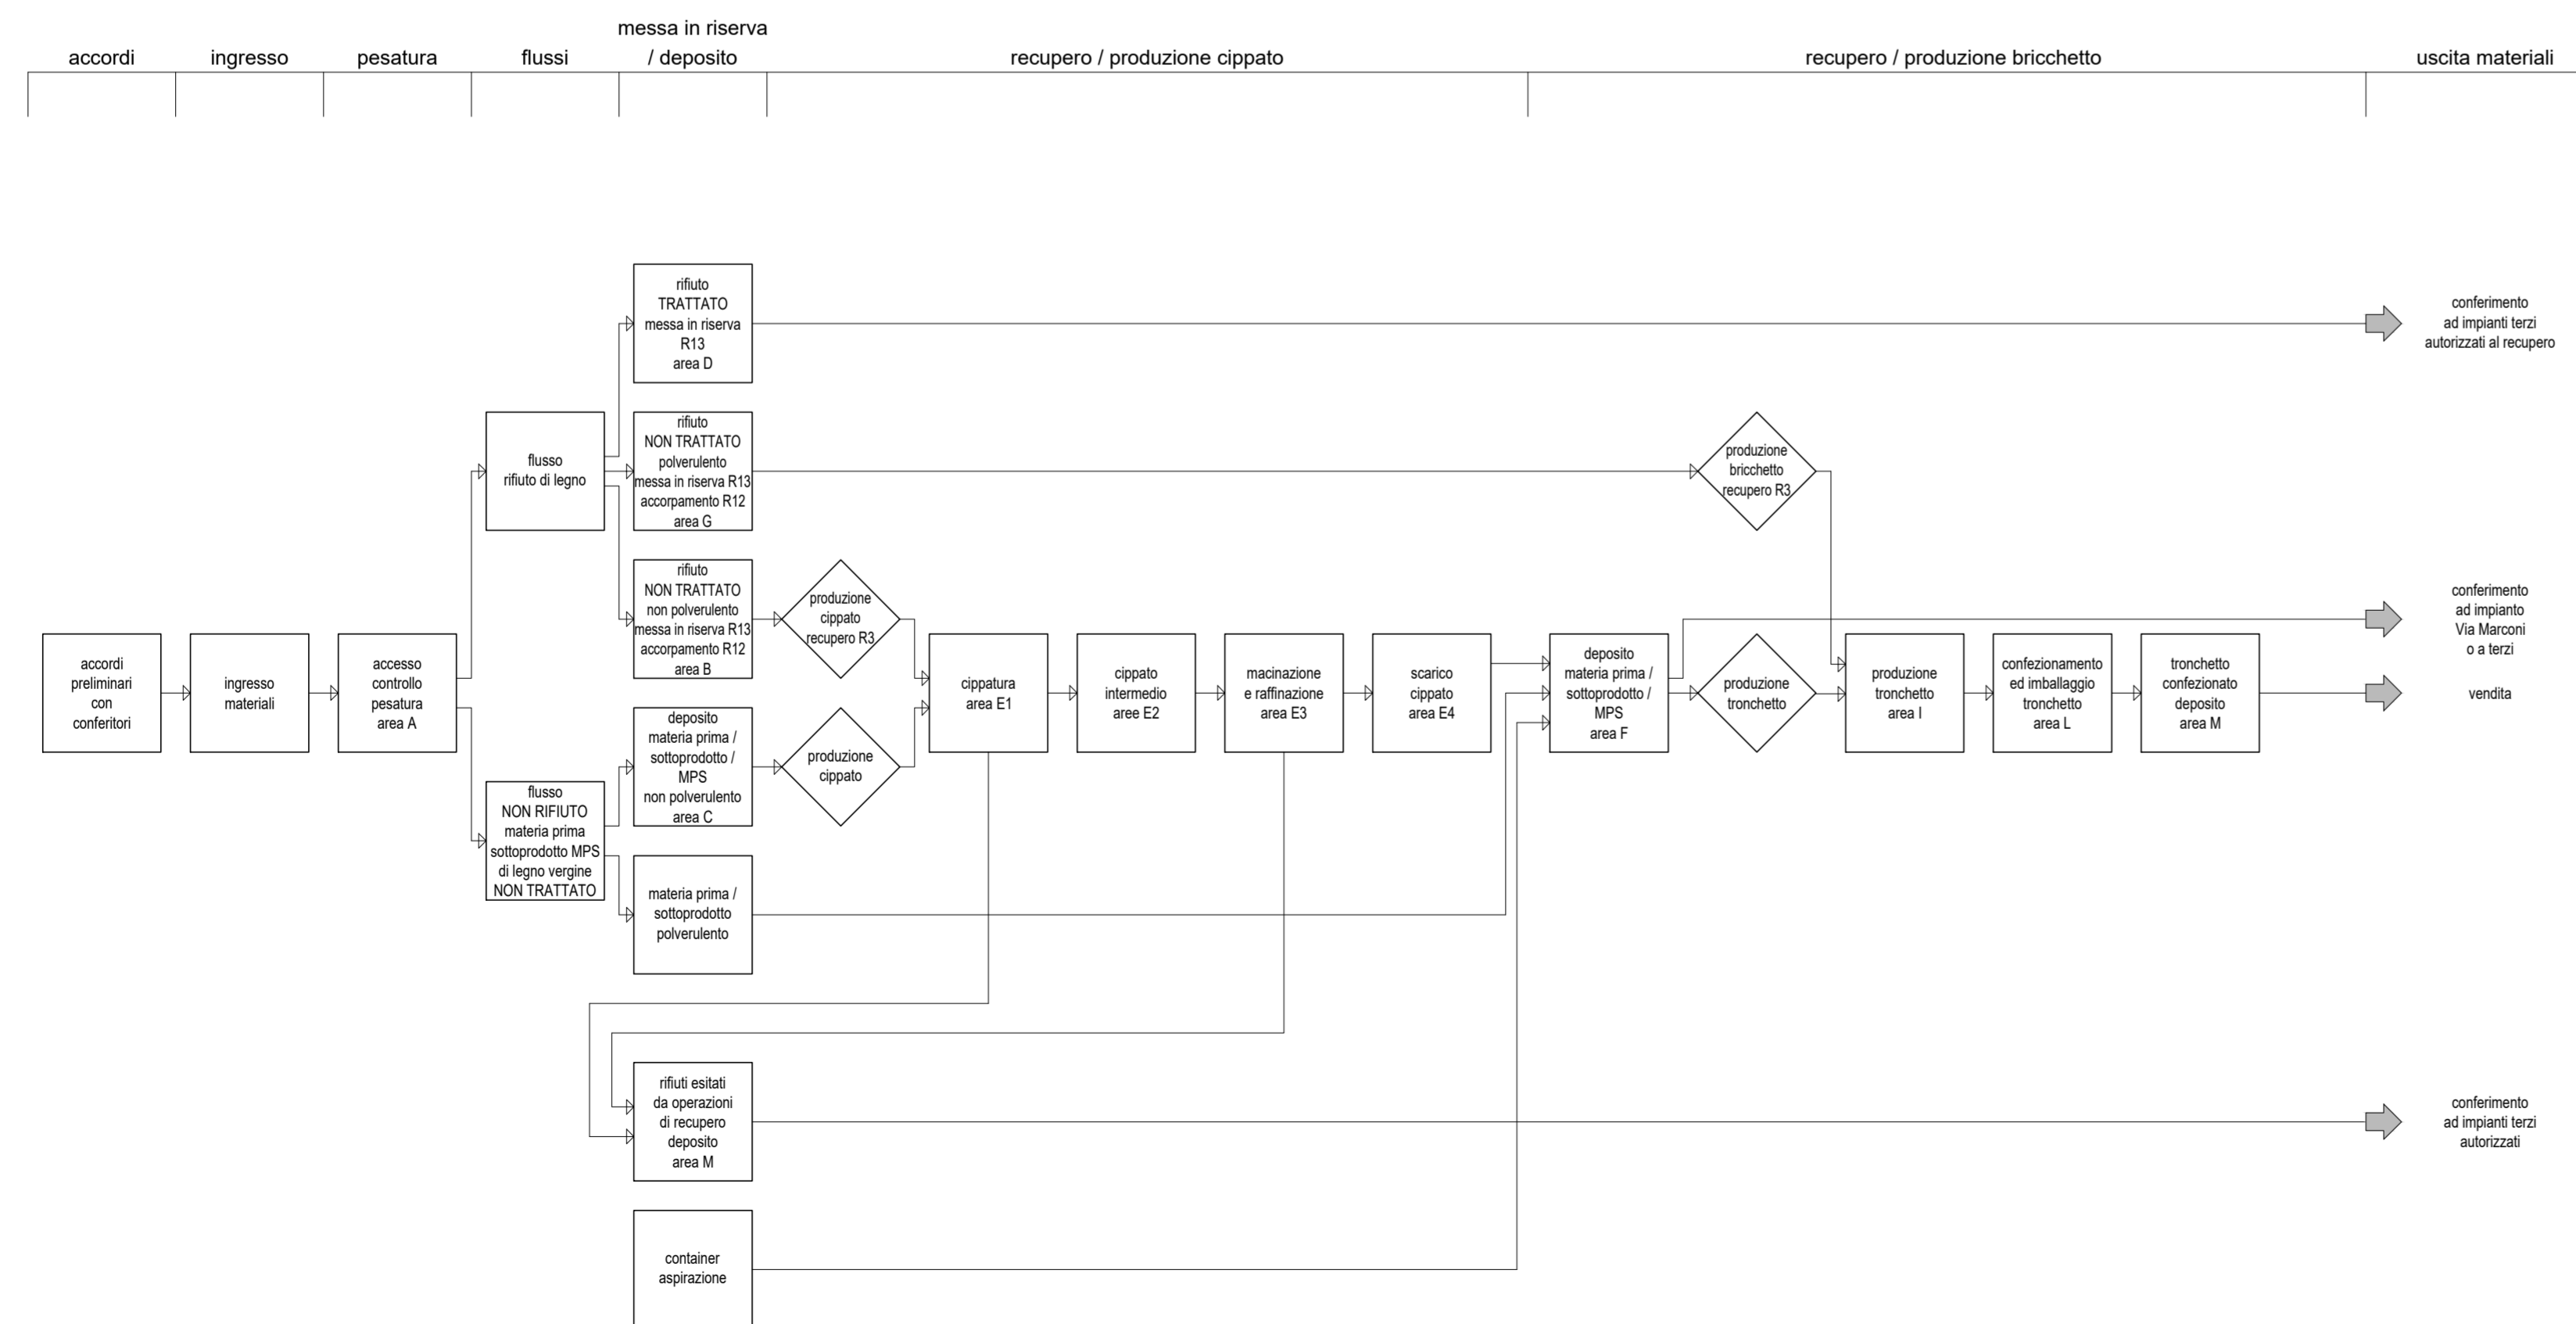 messa in riserva
accordi
ingresso
pesatura
flussi
/ deposito
recupero / produzione cippato
recupero / produzione bricchetto
uscita materiali
rifiuto
TRATTATO
messa in riserva
R13
area D
conferimento
ad impianti terzi
autorizzati al recupero
flusso
rifiuto di legno
rifiuto
NON TRATTATO
polverulento
messa in riserva R13
accorpamento R12
area G
produzione
bricchetto
recupero R3
rifiuto
NON TRATTATO
non polverulento
messa in riserva R13
accorpamento R12
area B
produzione
cippato
recupero R3
conferimento
ad impianto
Via Marconi
o a terzi
accordi
preliminari
con
conferitori
ingresso
materiali
accesso
controllo
pesatura
area A
cippatura
area E1
cippato
intermedio
aree E2
macinazione
e raffinazione
area E3
scarico
cippato
area E4
deposito
materia prima /
sottoprodotto /
MPS
area F
produzione
tronchetto
produzione
tronchetto
area I
confezionamento
ed imballaggio
tronchetto
area L
tronchetto
confezionato
deposito
area M
vendita
flusso
NON RIFIUTO
materia prima
sottoprodotto MPS
di legno vergine
NON TRATTATO
deposito
materia prima /
sottoprodotto /
MPS
non polverulento
area C
produzione
cippato
materia prima /
sottoprodotto
polverulento
rifiuti esitati
da operazioni
di recupero
deposito
area M
conferimento
ad impianti terzi
autorizzati
container
aspirazione